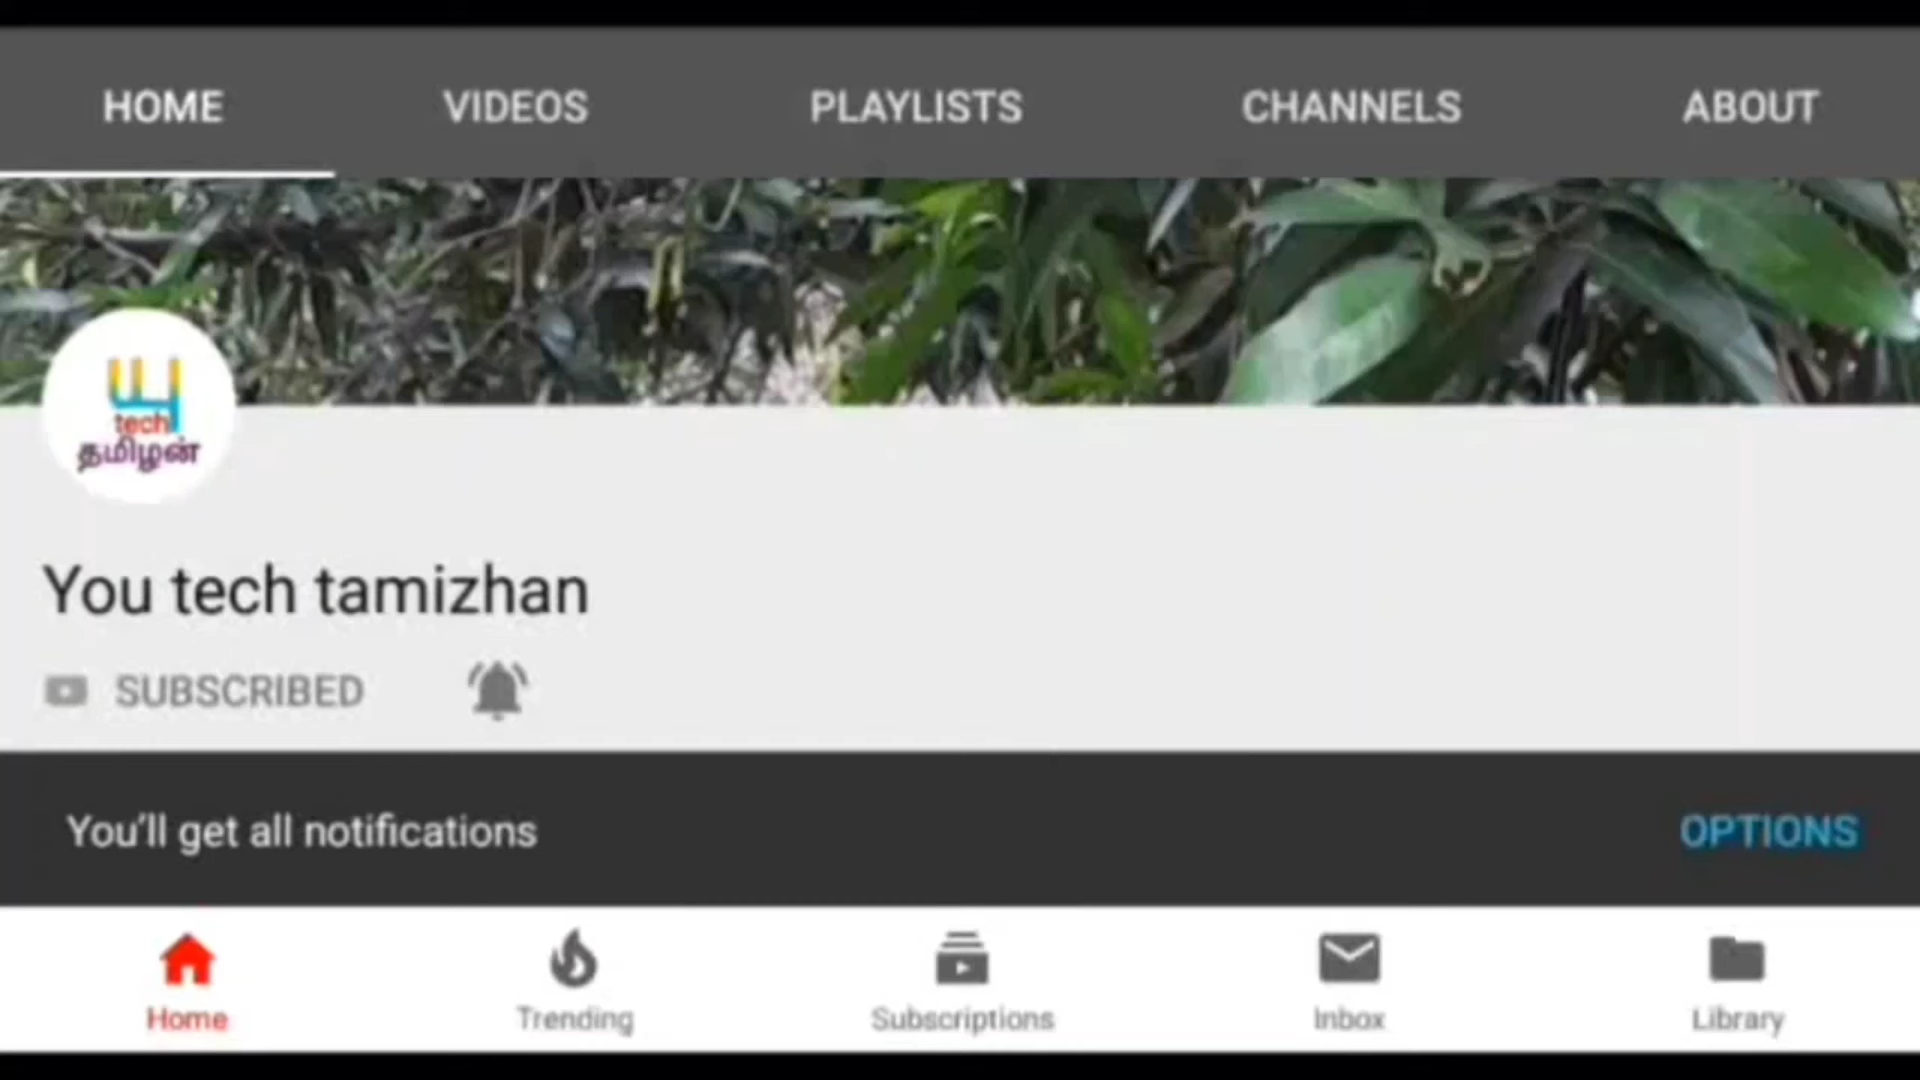 HOME VIDEOS PLAYLISTS CHANNELS ABOUT
tech
தமிழன்
You tech tamizhan
SUBSCRIBED
You'll get all notifications OPTIONS
Home Trending Subscriptions Inbox Library